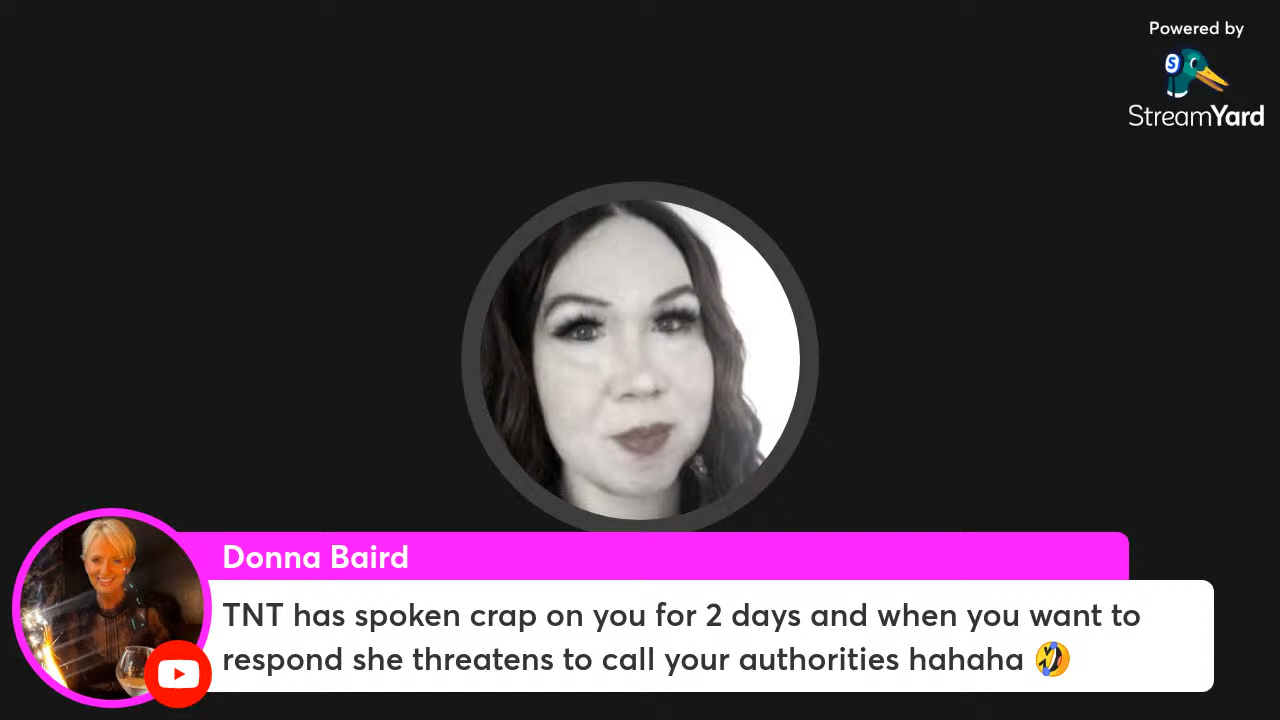 Powered by
S
StreamYard
Donna Baird
TNT has spoken crap on you for 2 days and when you want to
respond she threatens to call your authorities hahaha 🤣